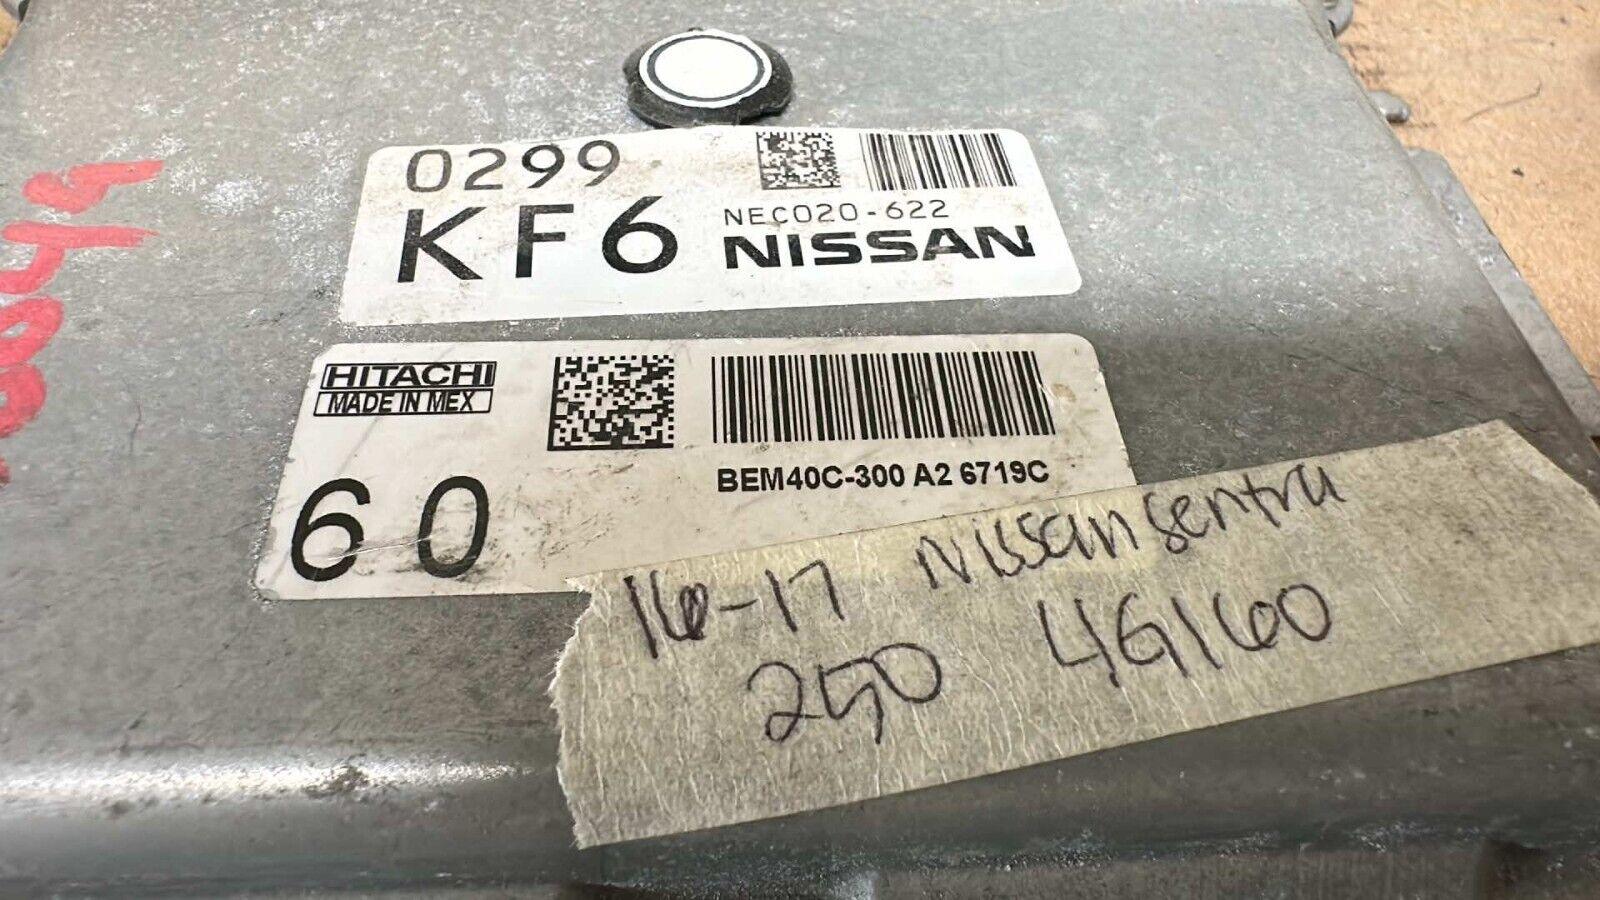 0299
KF6
NEC020-622
NISSAN
HITACHI
MADE IN MEX
60
BEM40C-300 A2 6719C
16-17 Nissan Sentra
250 4G160